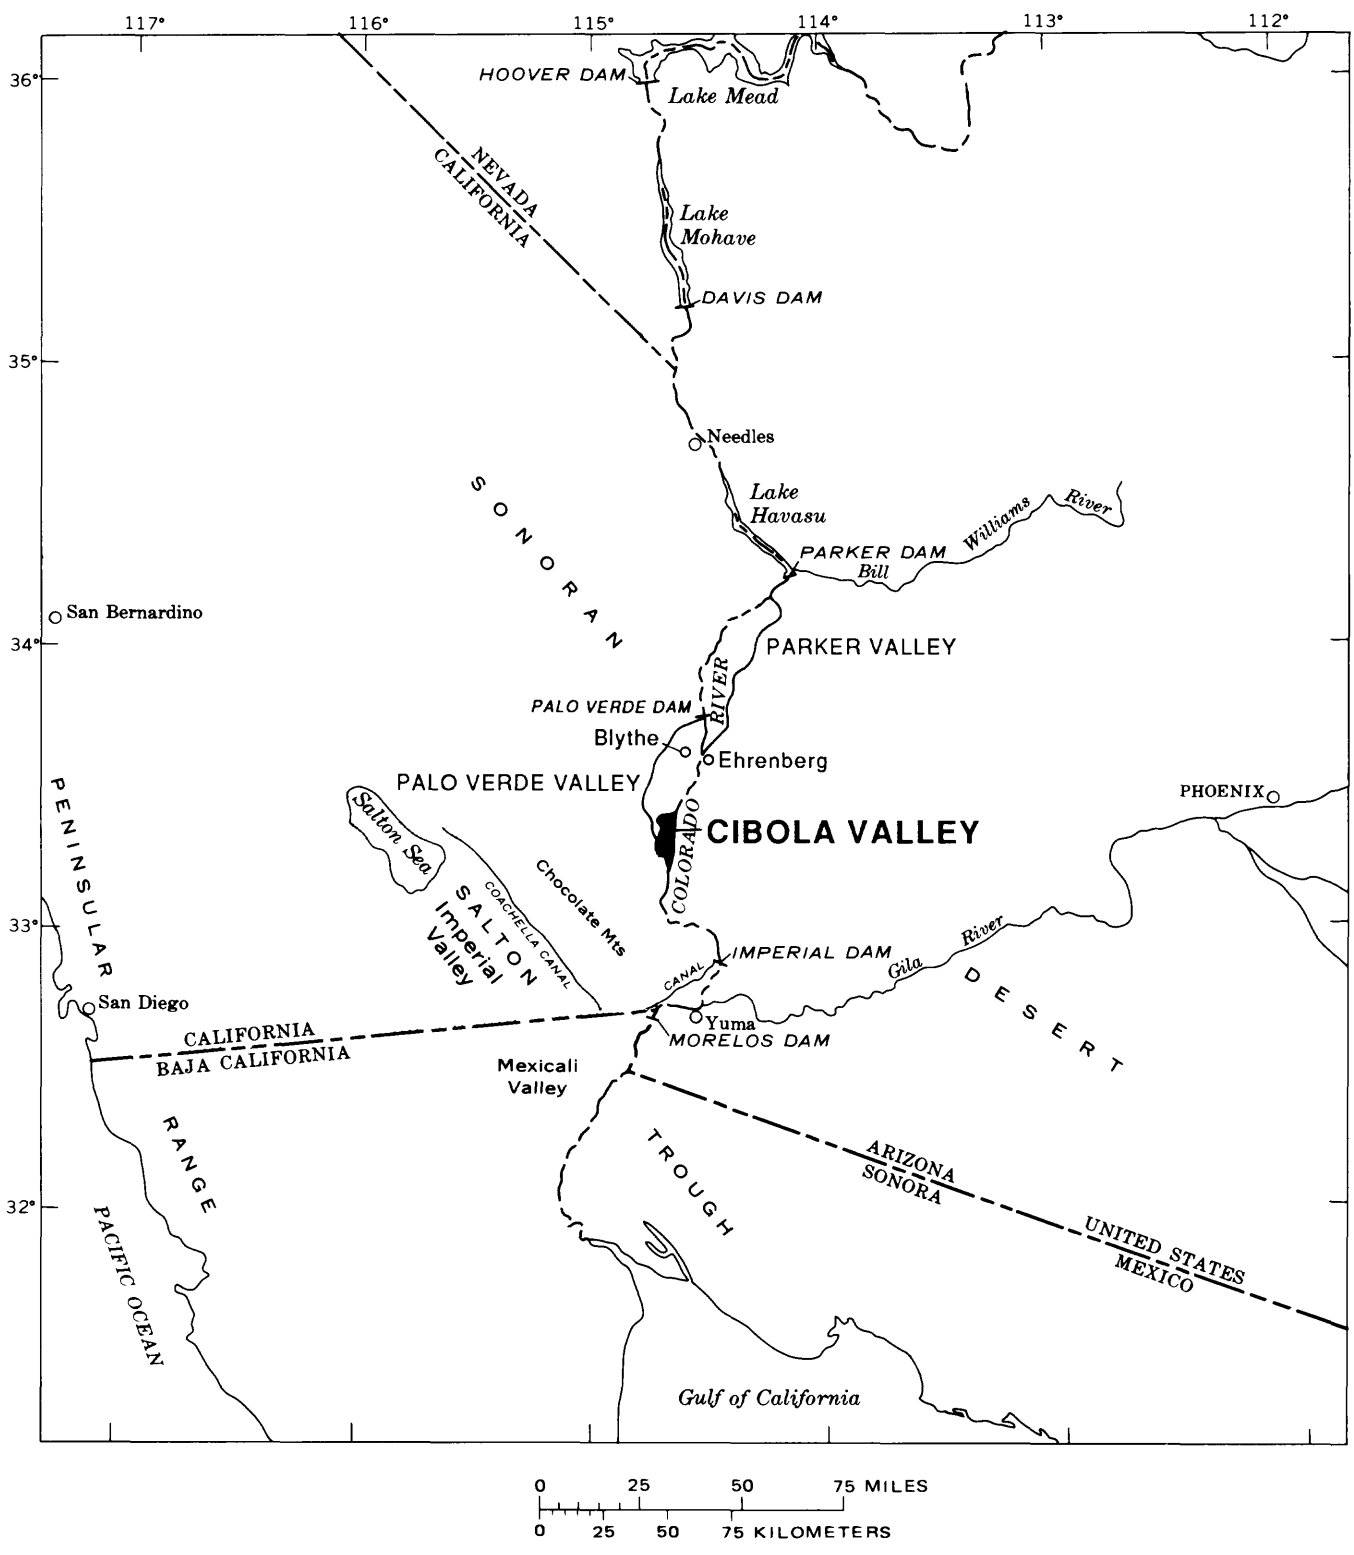 117° 116° 115° 114° 113° 112°
36°
HOOVER DAM
Lake Mead
NEVADA
CALIFORNIA
Lake
Mohave
DAVIS DAM
35°
Needles
SONORAN
Lake
Havasu
Bill Williams River
PARKER DAM
San Bernardino
34°
PARKER VALLEY
PALO VERDE DAM
Blythe
Ehrenberg
PALO VERDE VALLEY
COLORADO RIVER
CIBOLA VALLEY
PHOENIX
PENINSULAR
Salton Sea
Chocolate Mts
COACHELLA CANAL
SALTON
Imperial
Valley
33°
CANAL
IMPERIAL DAM
Gila River
DESERT
San Diego
Yuma
MORELOS DAM
CALIFORNIA
BAJA CALIFORNIA
Mexicali
Valley
RANGE
TROUGH
ARIZONA
SONORA
32°
UNITED STATES
MEXICO
PACIFIC OCEAN
Gulf of California
0 25 50 75 MILES
0 25 50 75 KILOMETERS